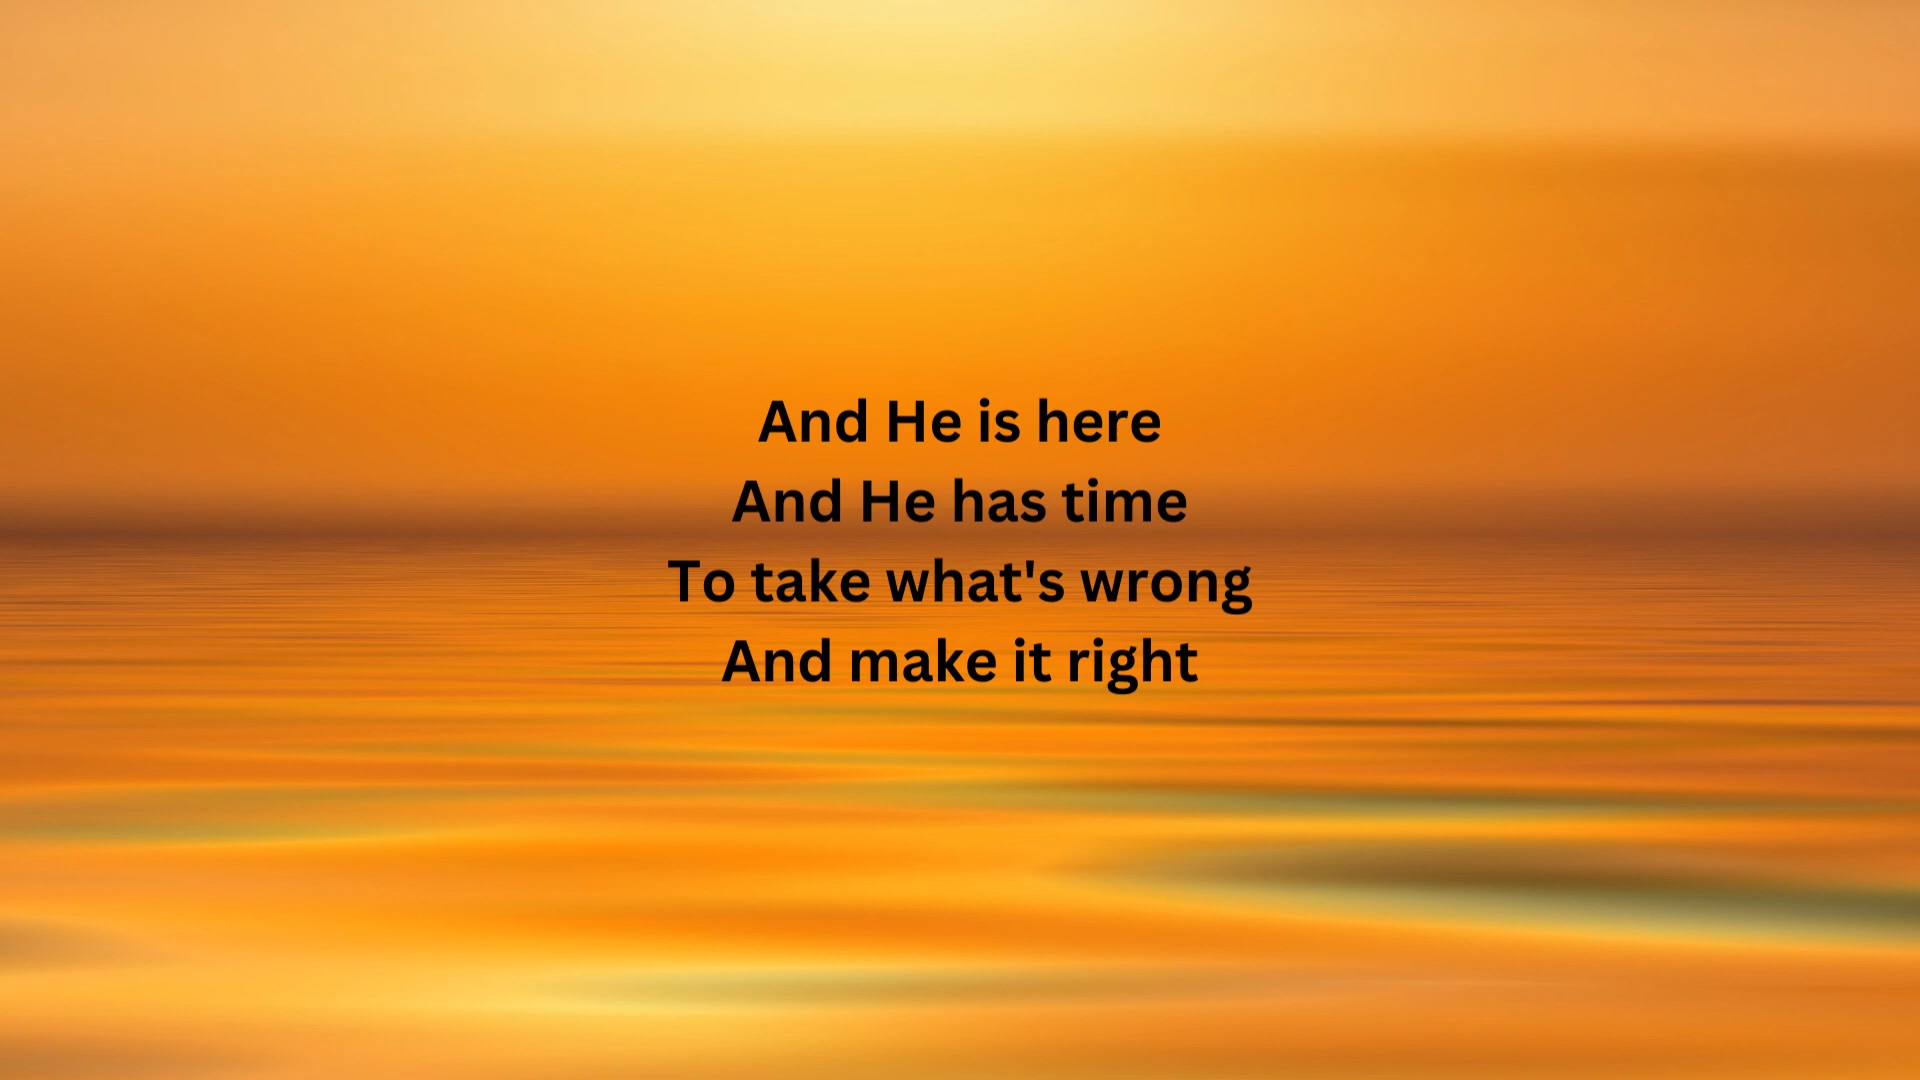 And He is here
And He has time
To take what's wrong
And make it right